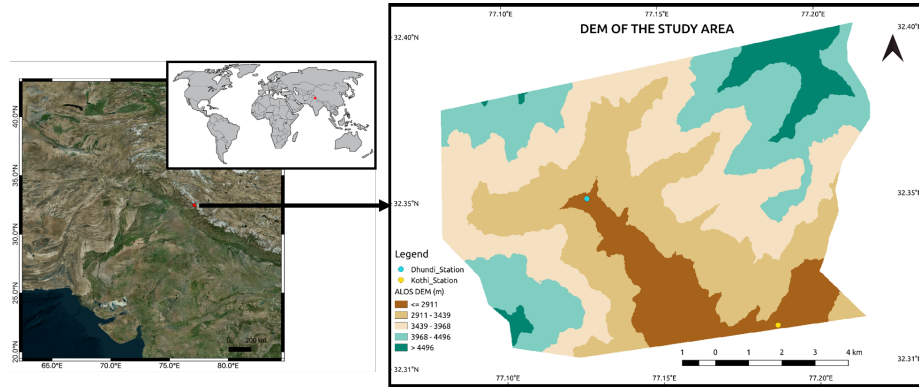 77.10°E 77.15°E 77.20°E
DEM OF THE STUDY AREA
32.40°N 32.40°N
40.0°N
35.0°N
30.0°N
25.0°N
20.0°N
0 200 km
65.0°E 70.0°E 75.0°E 80.0°E
32.35°N 32.35°N
Legend
Dhundi_Station
Kothi_Station
ALOS DEM (m)
<= 2911
2911 - 3439
3439 - 3968
3968 - 4496
> 4496
1 0 1 2 3 4 km
32.31°N 32.31°N
77.10°E 77.15°E 77.20°E